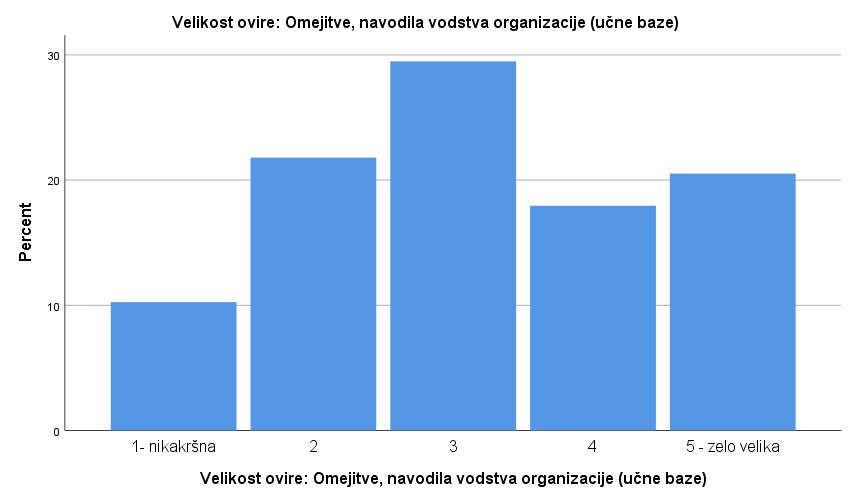 Velikost ovire: Omejitve, navodila vodstva organizacije (učne baze)
30
20
10
0
Percent
1- nikakršna
2
3
4
5 - zelo velika
Velikost ovire: Omejitve, navodila vodstva organizacije (učne baze)